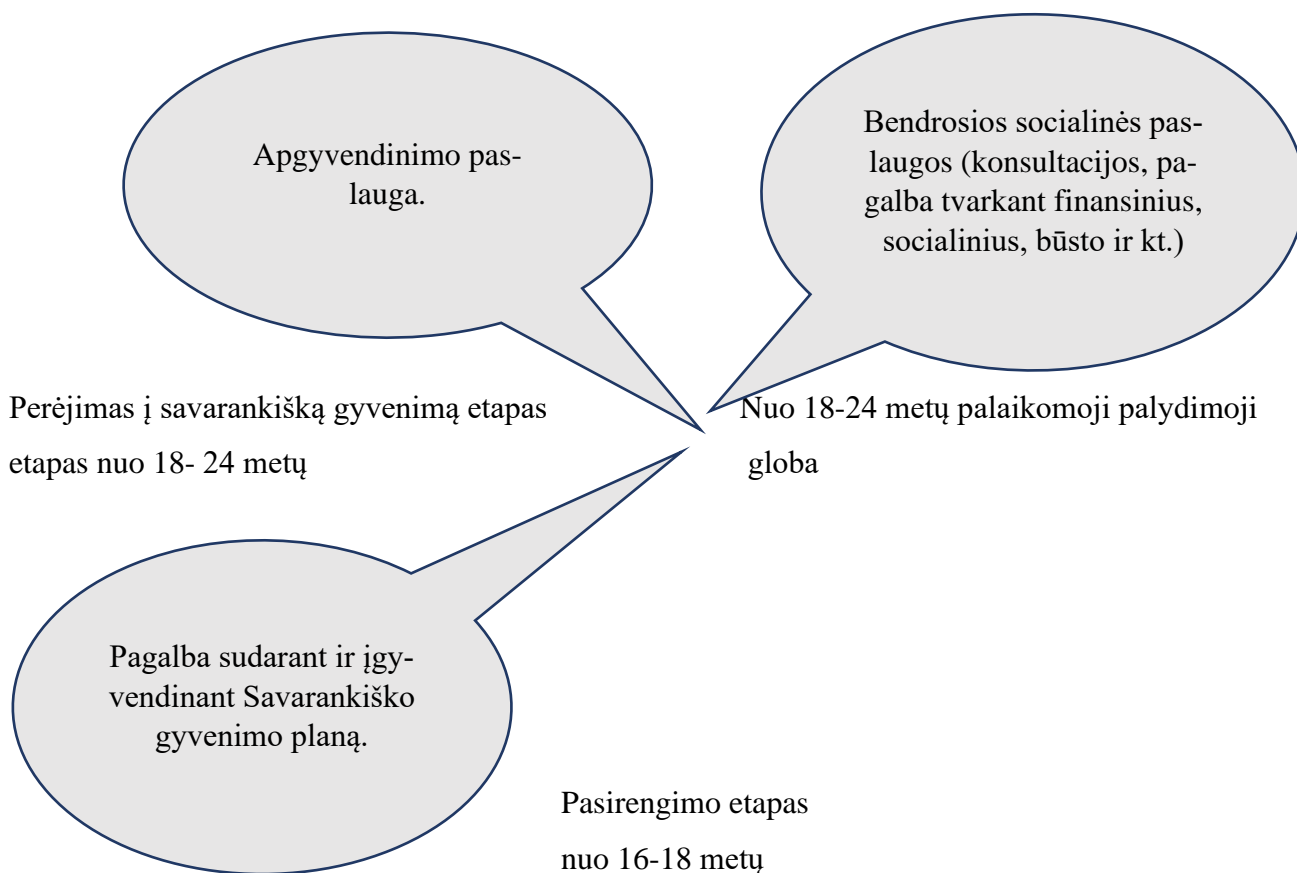 Apgyvendinimo pas-
lauga.
Bendrosios socialinės pas-
laugos (konsultacijos, pa-
galba tvarkant finansinius,
socialinius, būsto ir kt.)
Perėjimas į savarankišką gyvenimą etapas
etapas nuo 18- 24 metų
Nuo 18-24 metų palaikomoji palydimoji
globa
Pagalba sudarant ir įgy-
vendinant Savarankiško
gyvenimo planą.
Pasirengimo etapas
nuo 16-18 metų